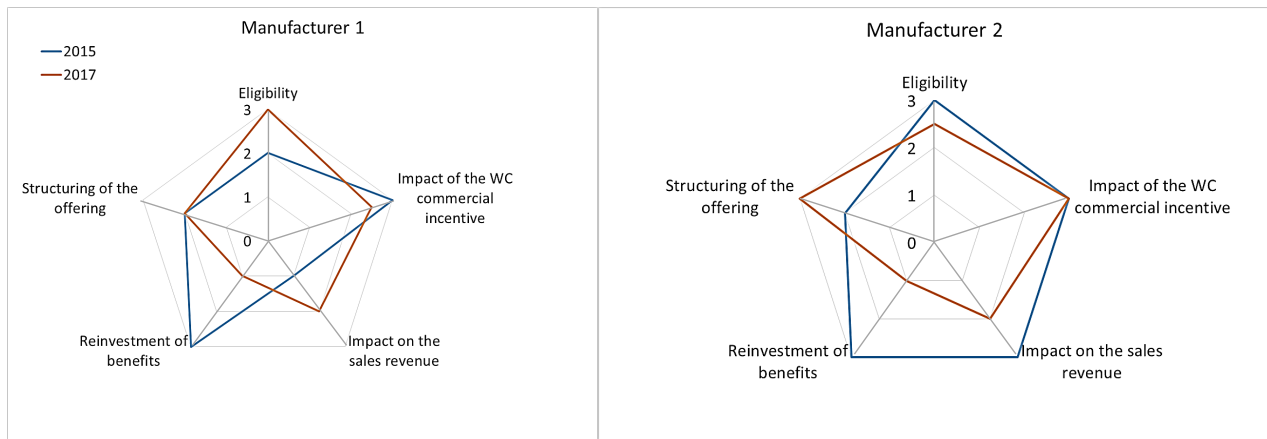 Manufacturer 1
2015
2017
Eligibility
3
2
1
0
Impact of the WC
commercial
incentive
Structuring of the
offering
Reinvestment of
benefits
Impact on the
sales revenue
Manufacturer 2
Eligibility
3
2
1
0
Structuring of the
offering
Impact of the WC
commercial incentive
Reinvestment of
benefits
Impact on the sales
revenue